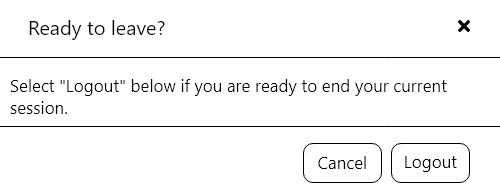 Ready to leave?
Select "Logout" below if you are ready to end your current
session.
Cancel Logout